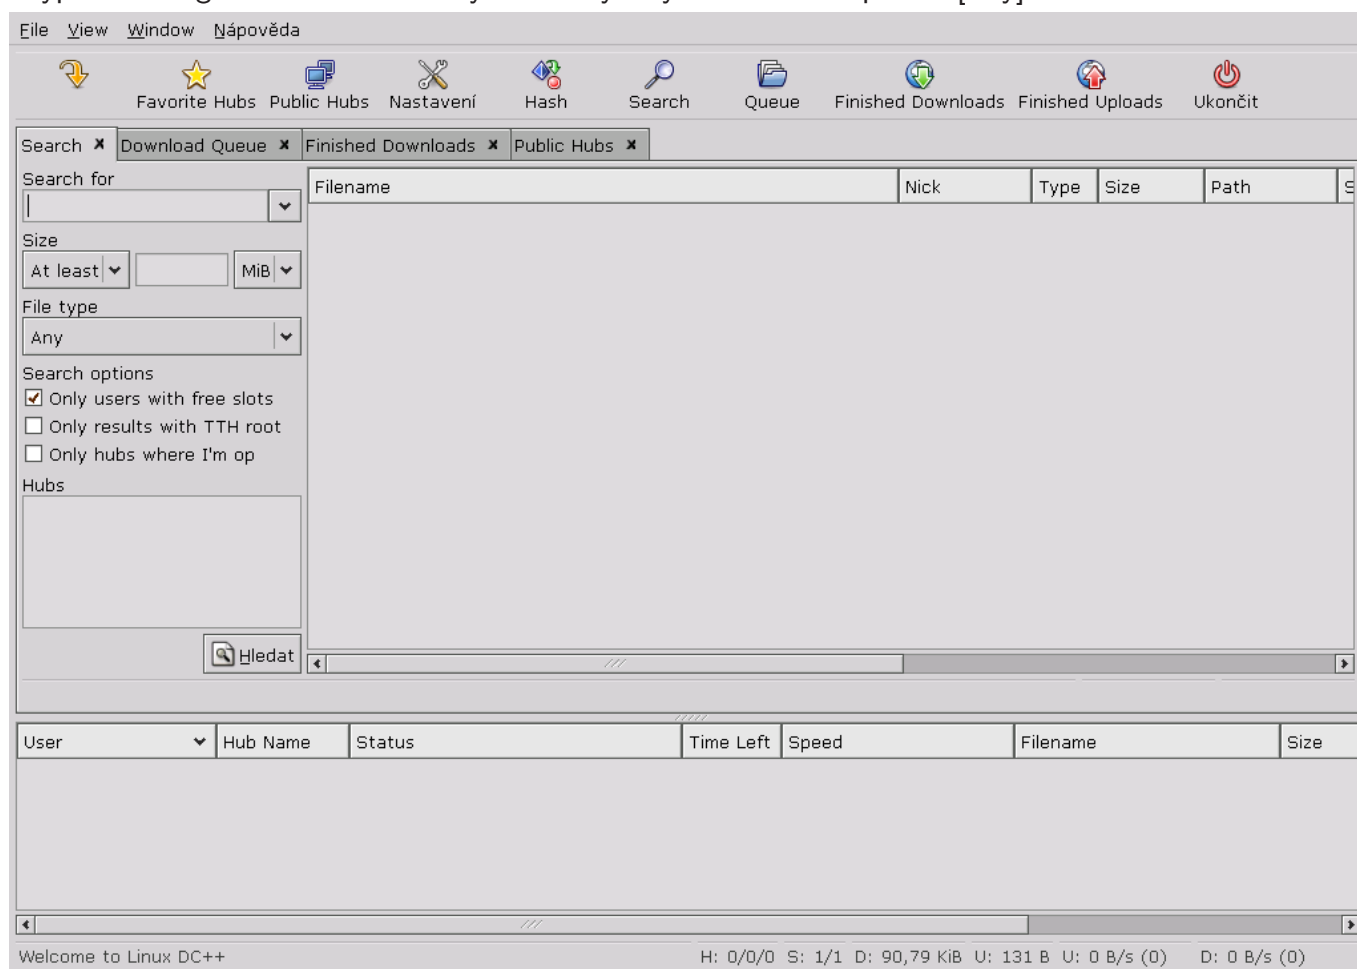 File View Window Nápověda
Favorite Hubs Public Hubs Nastavení Hash Search Queue Finished Downloads Finished Uploads Ukončit
Search Download Queue Finished Downloads Public Hubs
Search for
Filename Nick Type Size Path S
Size
At least MiB
File type
Any
Search options
Only users with free slots
Only results with TTH root
Only hubs where I'm op
Hubs
Hledat
User Hub Name Status Time Left Speed Filename Size
Welcome to Linux DC++ H: 0/0/0 S: 1/1 D: 90,79 KiB U: 131 B U: 0 B/s (0) D: 0 B/s (0)